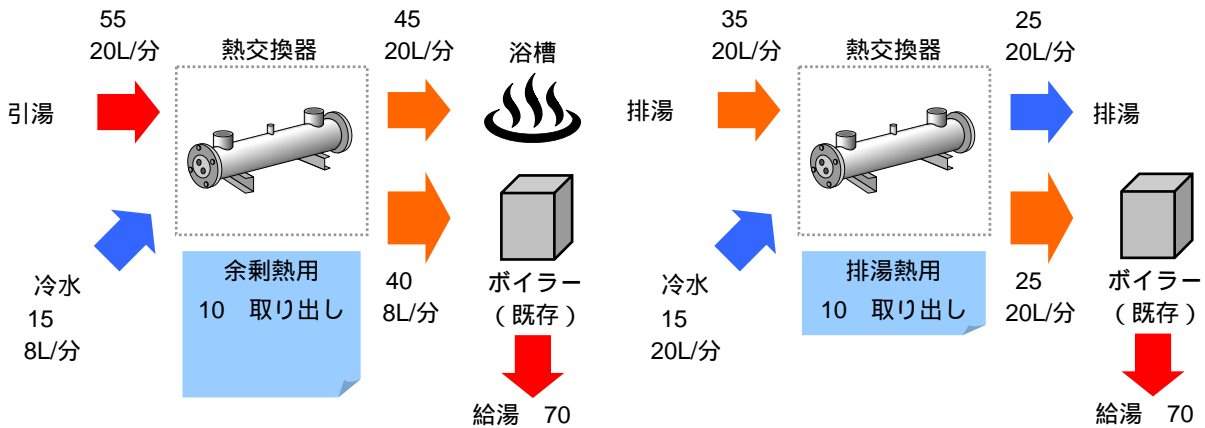 55
20L/分
熱交換器
45
20L/分
浴槽
引湯
冷水
15
8L/分
余剰熱用
10　取り出し
40
8L/分
ボイラー
（既存）
給湯　70
35
20L/分
熱交換器
25
20L/分
排湯
排湯
冷水
15
20L/分
排湯熱用
10　取り出し
25
20L/分
ボイラー
（既存）
給湯　70